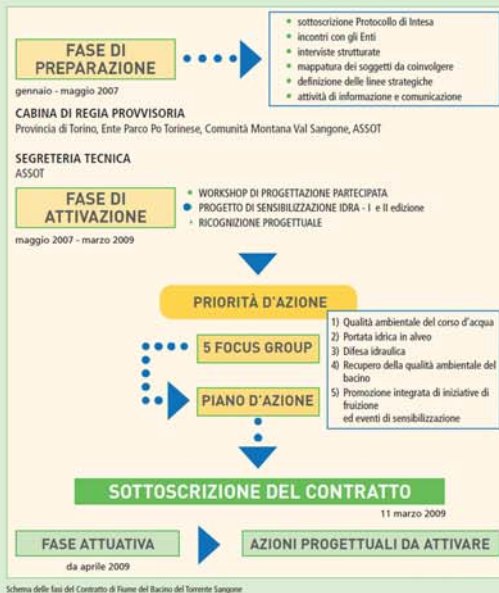 FASE DI
PREPARAZIONE
gennaio - maggio 2007
• sottoscrizione Protocollo di Intesa
• incontri con gli Enti
• interviste strutturate
• mappatura dei soggetti da coinvolgere
• definizione delle linee strategiche
• attività di informazione e comunicazione
CABINA DI REGIA PROVVISORIA
Provincia di Torino, Ente Parco Po Torinese, Comunità Montana Val Sangone, ASSOT
SEGRETERIA TECNICA
ASSOT
FASE DI
ATTIVAZIONE
maggio 2007 - marzo 2009
• WORKSHOP DI PROGETTAZIONE PARTECIPATA
• PROGETTO DI SENSIBILIZZAZIONE IDRA - I e II edizione
• RICOGNIZIONE PROGETTUALE
PRIORITÀ D'AZIONE
5 FOCUS GROUP
PIANO D'AZIONE
1) Qualità ambientale del corso d'acqua
2) Portata idrica in alveo
3) Difesa idraulica
4) Recupero della qualità ambientale del
bacino
5) Promozione integrata di iniziative di
fruizione
ed eventi di sensibilizzazione
SOTTOSCRIZIONE DEL CONTRATTO
11 marzo 2009
FASE ATTUATIVA
da aprile 2009
AZIONI PROGETTUALI DA ATTIVARE
Schema delle fasi del Contratto di Fiume del Bacino del Torrente Sangone